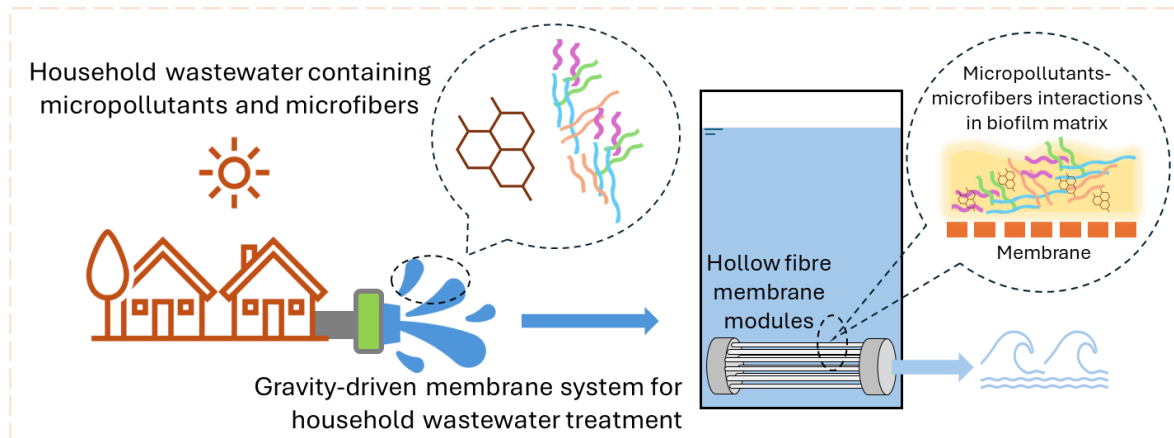 Household wastewater containing
micropollutants and microfibers
Micropollutants-
microfibers interactions
in biofilm matrix
Membrane
Hollow fibre
membrane
modules
Gravity-driven membrane system for
household wastewater treatment